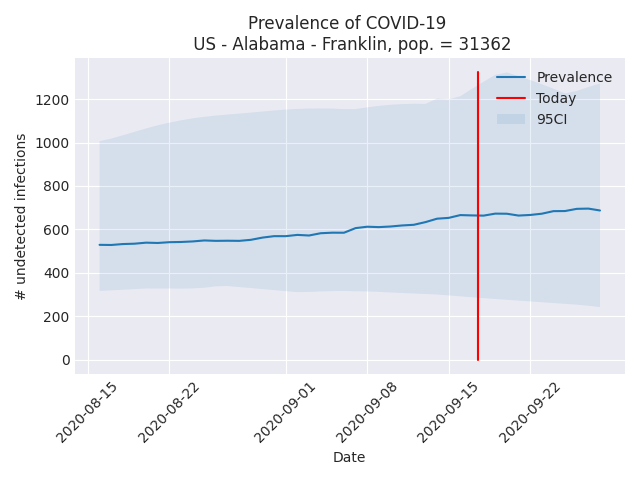 Prevalence of COVID-19
US - Alabama - Franklin, pop. = 31362
# undetected infections
1200
1000
800
600
400
200
0
Prevalence
Today
95CI
2020-08-15
2020-08-22
2020-09-01
2020-09-08
2020-09-15
2020-09-22
Date